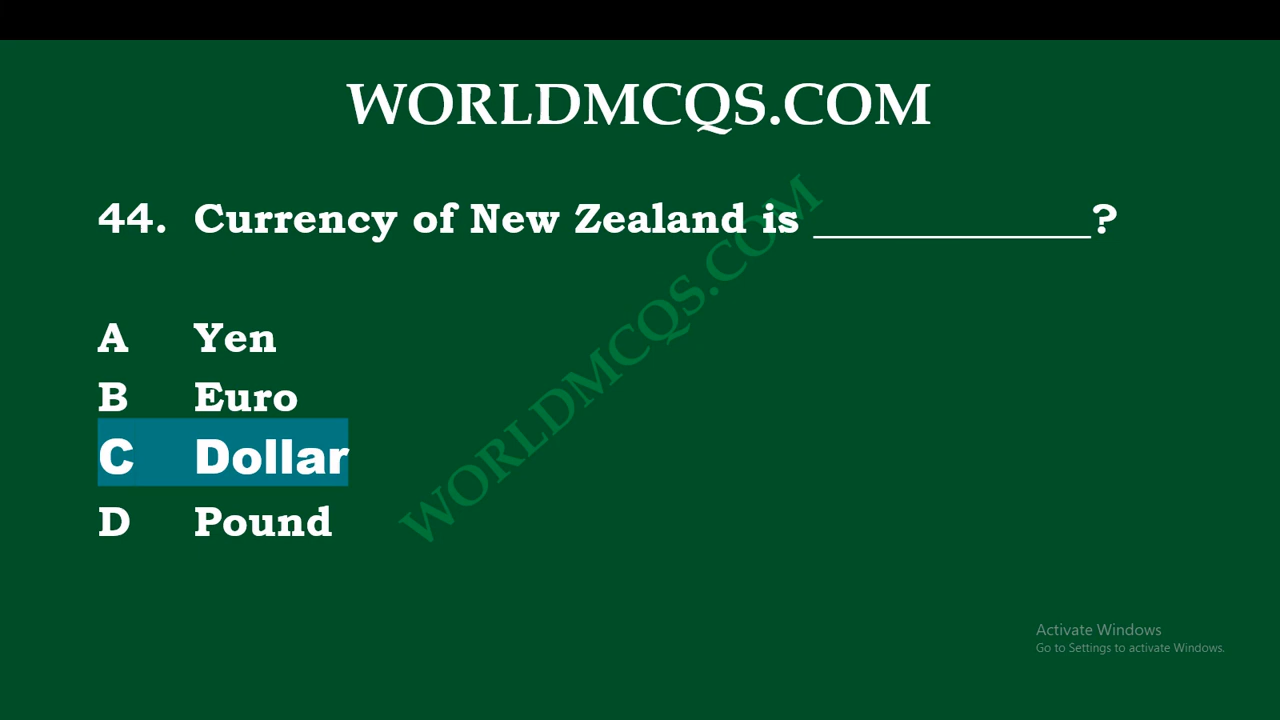 WORLDMCQS.COM
44. Currency of New Zealand is ______________?
A Yen
B Euro
C Dollar
D Pound
WORLDMCQS.COM
Activate Windows
Go to Settings to activate Windows.